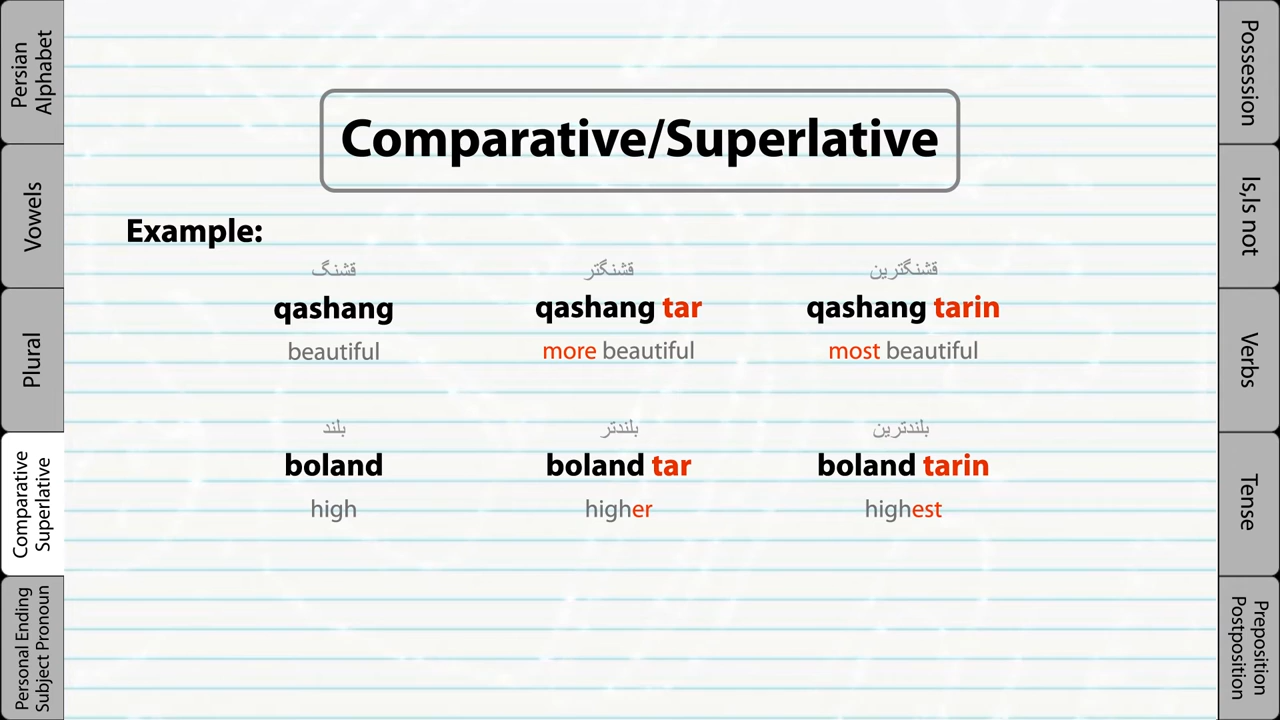 Persian
Alphabet
Vowels
Plural
Comparative
Superlative
Personal Ending
Subject Pronoun
Comparative/Superlative
Example:
قشنگ قشنگتر قشنگترین
qashang qashang tar qashang tarin
beautiful more beautiful most beautiful
بلند بلندتر بلندترین
boland boland tar boland tarin
high higher highest
Possession
Is,Is not
Verbs
Tense
Preposition
Postposition